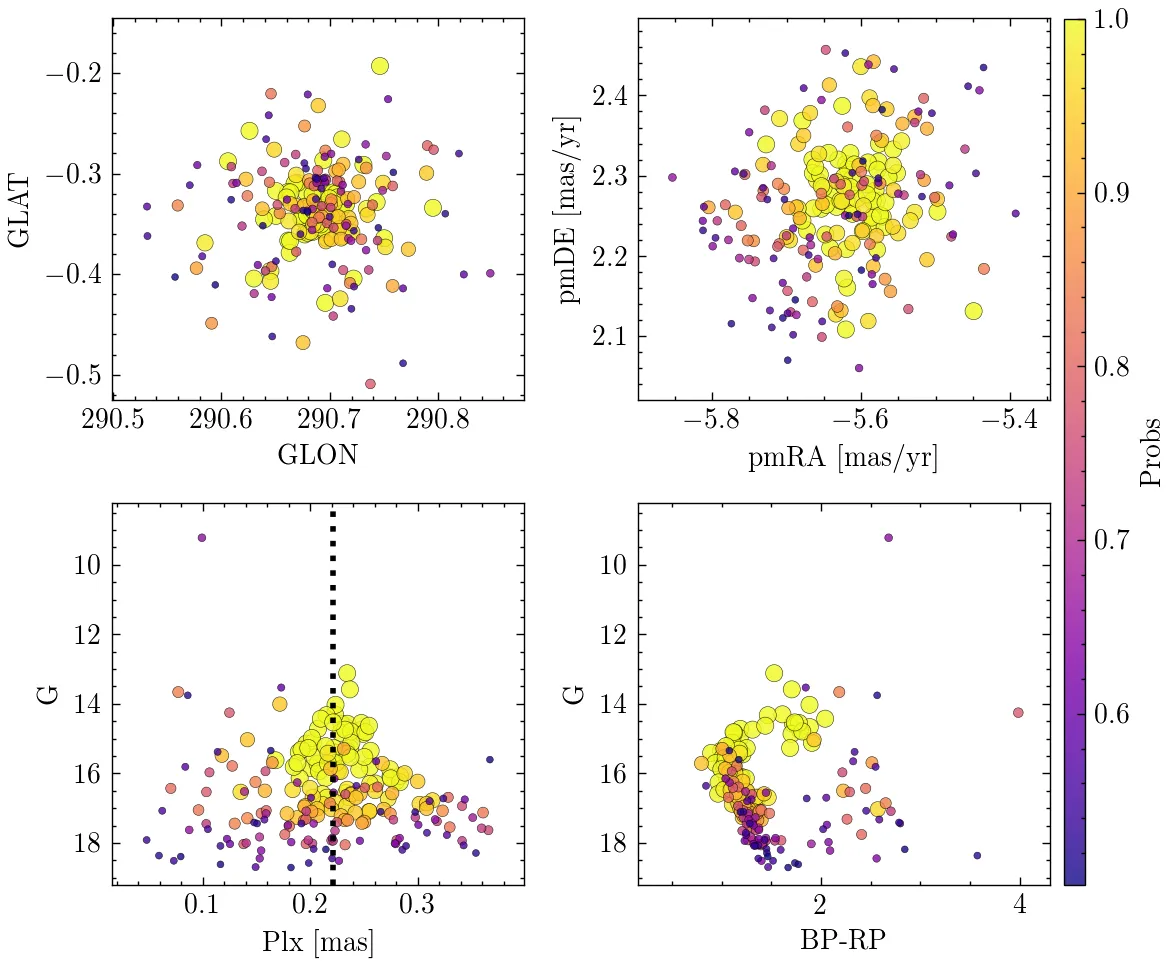 −0.2
−0.3
−0.4
−0.5
GLAT
290.5 290.6 290.7 290.8
GLON
2.4
2.3
2.2
2.1
pmDE [mas/yr]
−5.8 −5.6 −5.4
pmRA [mas/yr]
1.0
0.9
0.8
0.7
0.6
Probs
10
12
14
16
18
G
0.1 0.2 0.3
Plx [mas]
10
12
14
16
18
G
2 4
BP-RP